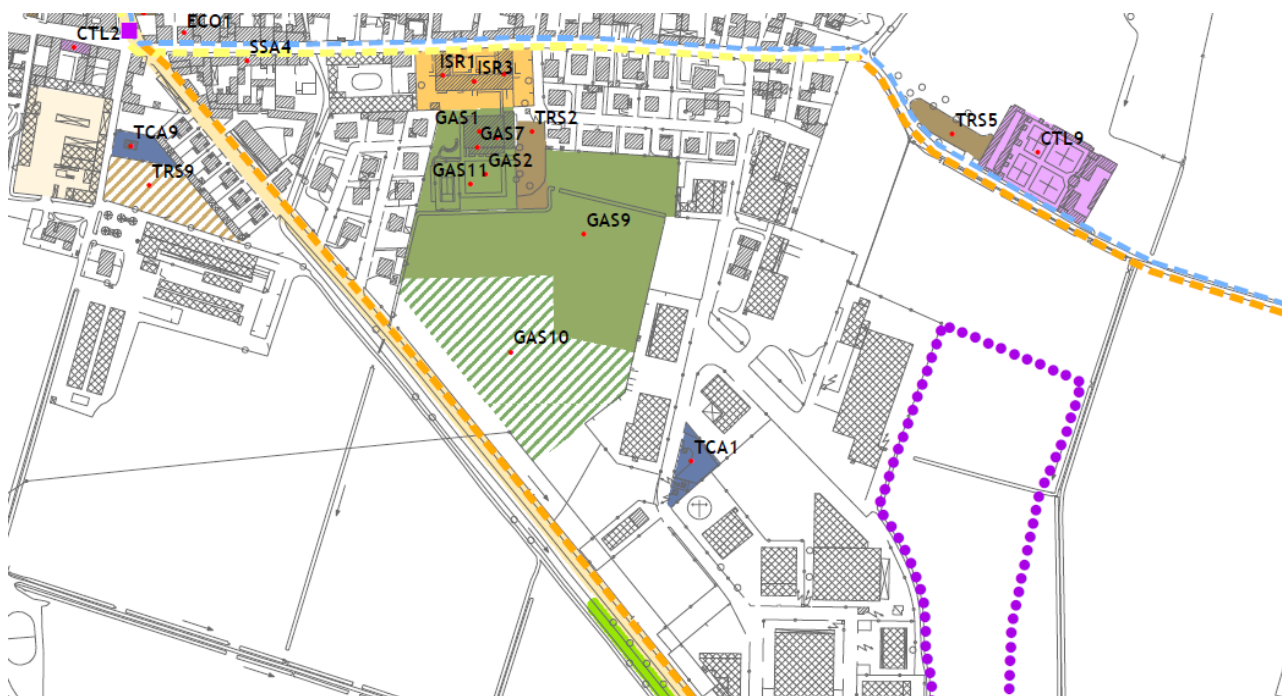 ECO1
CTL2
SSA4
ISR1
ISR3
GAS1
TRS2
GAS7
TCA9
GAS2
TRS9
GAS11
TRS5
CTL9
GAS9
GAS10
TCA1